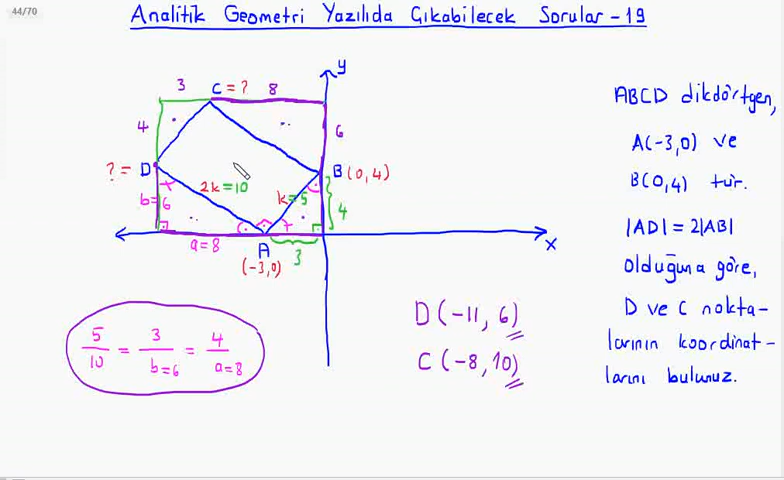 44/70
Analitik Geometri Yazılıda Çıkabilecek Sorular -19
y
3 C = ? 8
4 6
? = D B(0,4)
2k=10 k=5
b=6 x 4
a=8 A x 3
(-3,0)
x
ABCD dikdörtgen,
A(-3,0) ve
B(0,4) tür.
|AD| = 2|AB|
olduğuna göre,
D ve C nokta-
larının koordinat-
larını bulunuz.
5/10 = 3/b=6 = 4/a=8
D(-11, 6)
C(-8, 10)